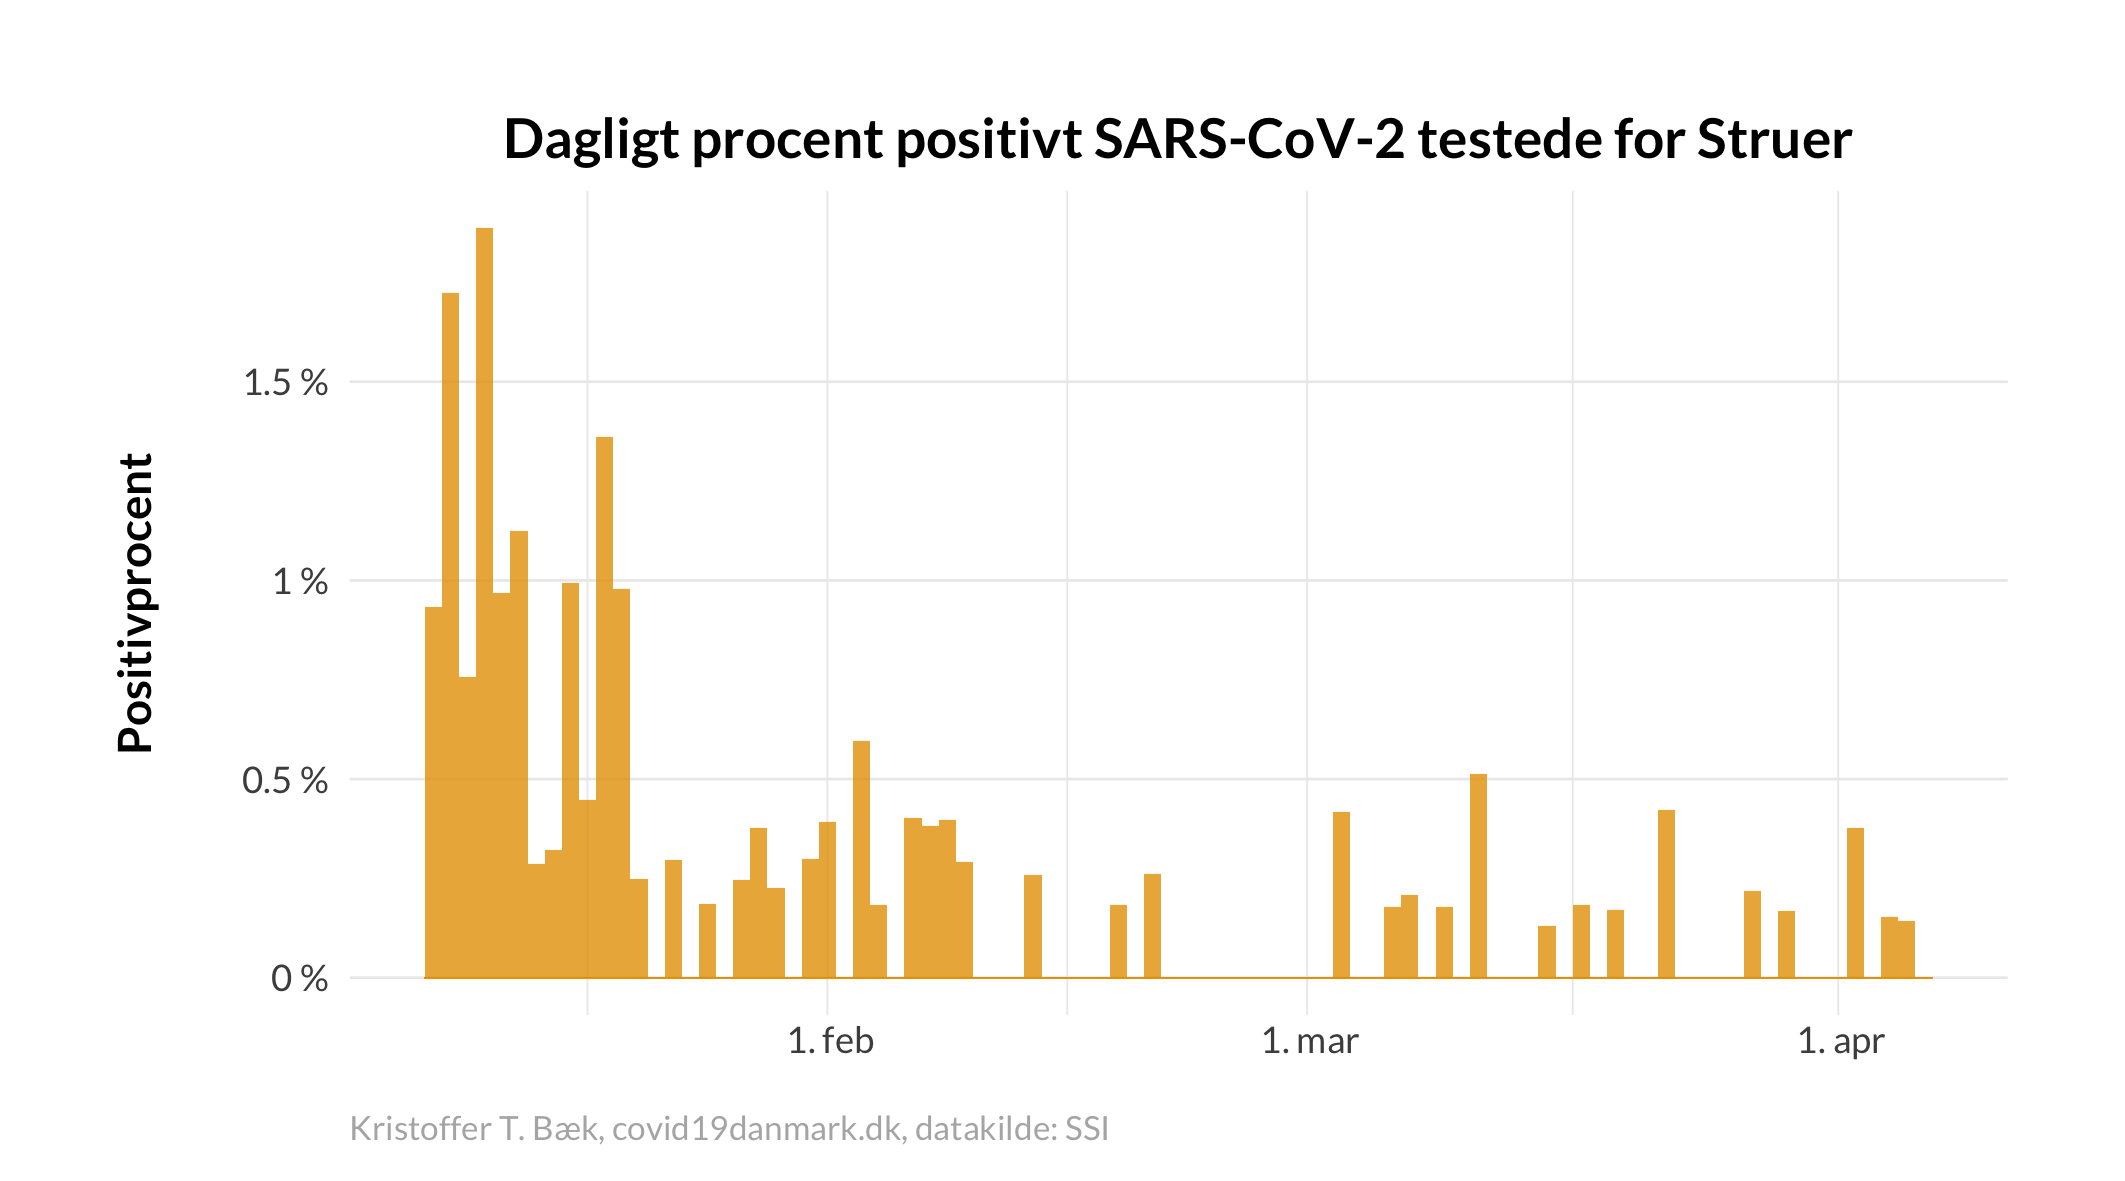 Dagligt procent positivt SARS-CoV-2 testede for Struer
Positivprocent
1.5 %
1 %
0.5 %
0 %
1. feb
1. mar
1. apr
Kristoffer T. Bæk, covid19danmark.dk, datakilde: SSI